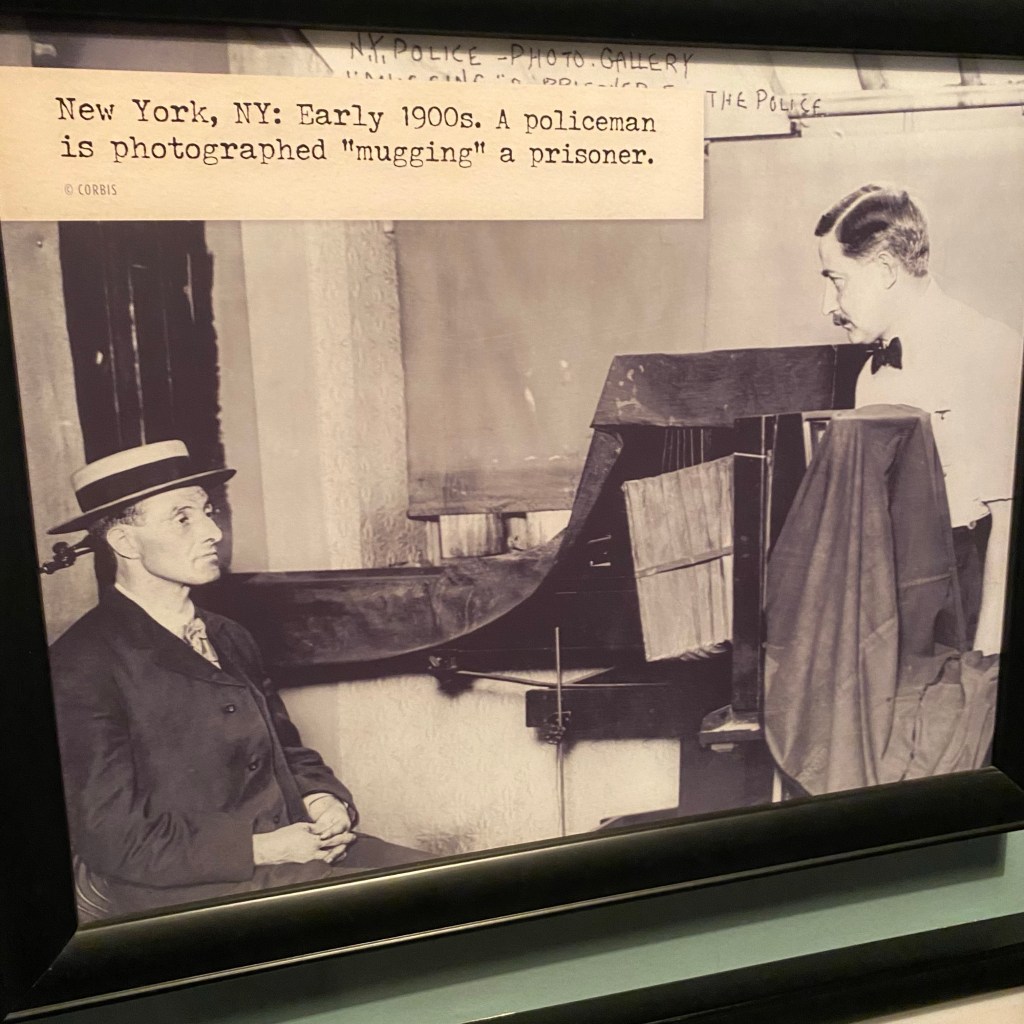 N.Y. POLICE - PHOTO. GALLERY
THE POLICE
New York, NY: Early 1900s. A policeman
is photographed "mugging" a prisoner.
© CORBIS